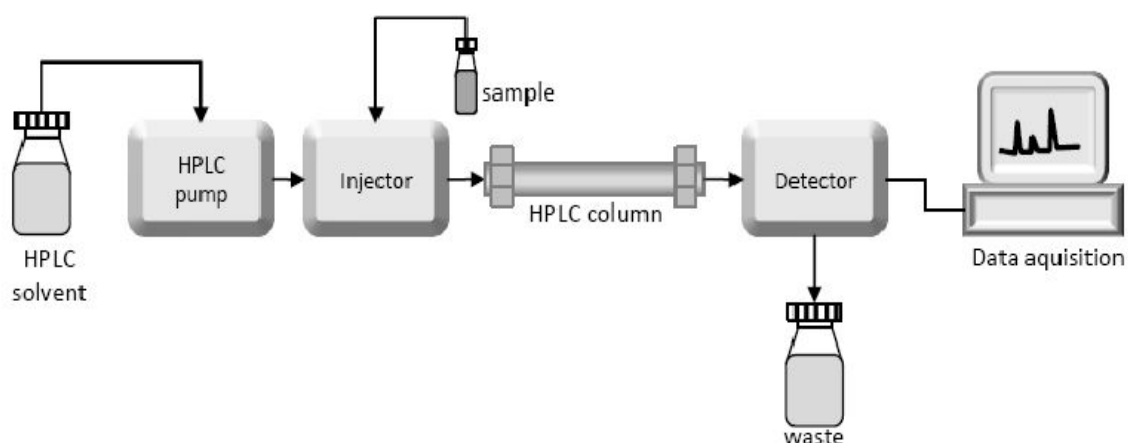 HPLC
solvent
HPLC
pump
Injector
sample
HPLC column
Detector
waste
Data aquisition